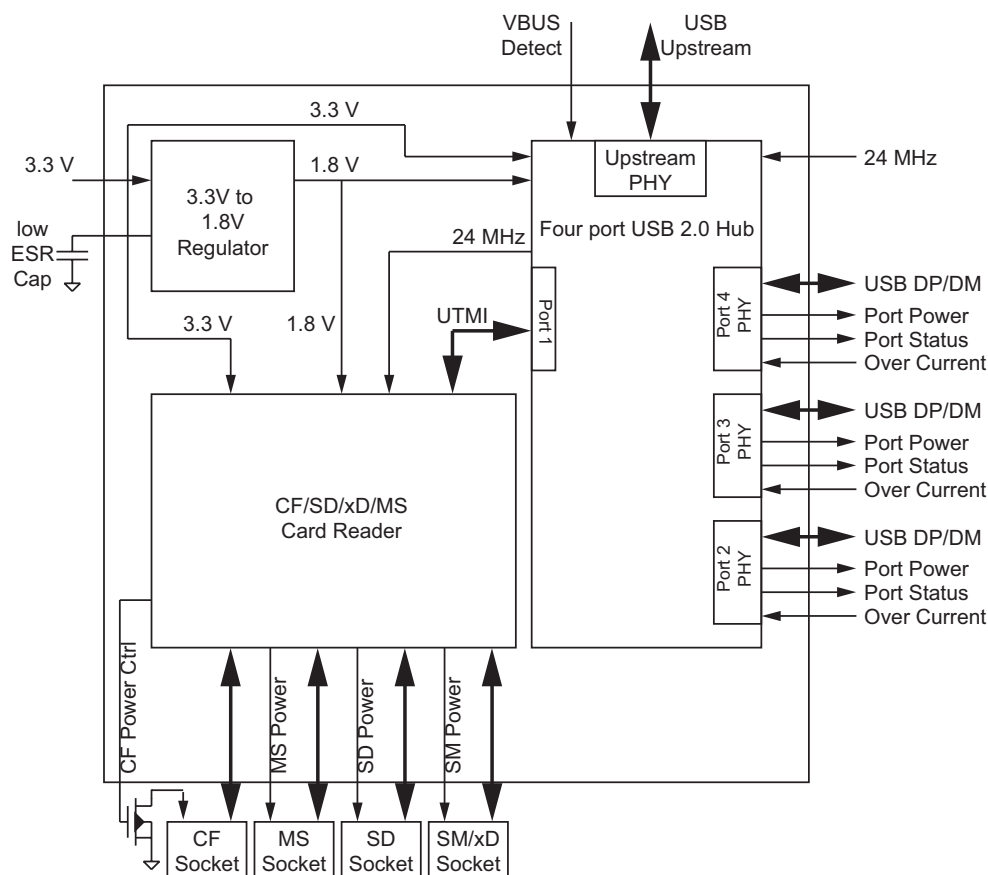 VBUS
Detect
USB
Upstream
3.3 V
3.3 V
1.8 V
3.3V to
1.8V
Regulator
low
ESR
Cap
Upstream
PHY
24 MHz
Four port USB 2.0 Hub
24 MHz
Port 1
UTMI
3.3 V
1.8 V
Port 4
PHY
USB DP/DM
Port Power
Port Status
Over Current
Port 3
PHY
USB DP/DM
Port Power
Port Status
Over Current
Port 2
PHY
USB DP/DM
Port Power
Port Status
Over Current
CF/SD/xD/MS
Card Reader
CF Power Ctrl
MS Power
SD Power
SM Power
CF
Socket
MS
Socket
SD
Socket
SM/xD
Socket